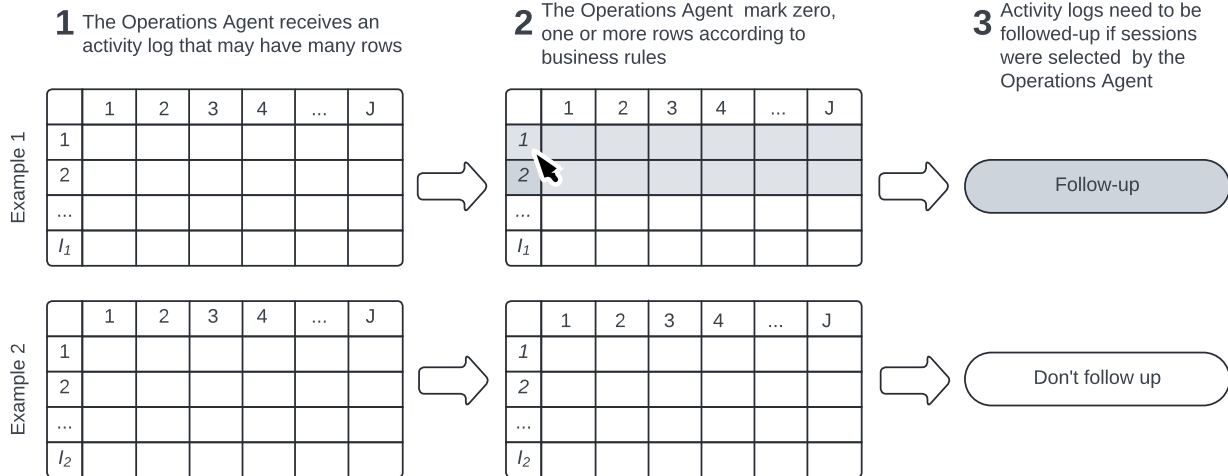 1 The Operations Agent receives an
activity log that may have many rows
2 The Operations Agent  mark zero,
one or more rows according to
business rules
3 Activity logs need to be
followed-up if sessions
were selected  by the
Operations Agent
Example 1
1 2 3 4 ... J
1
2
...
I1
1 2 3 4 ... J
1
2
...
I1
Follow-up
Example 2
1 2 3 4 ... J
1
2
...
I2
1 2 3 4 ... J
1
2
...
I2
Don't follow up